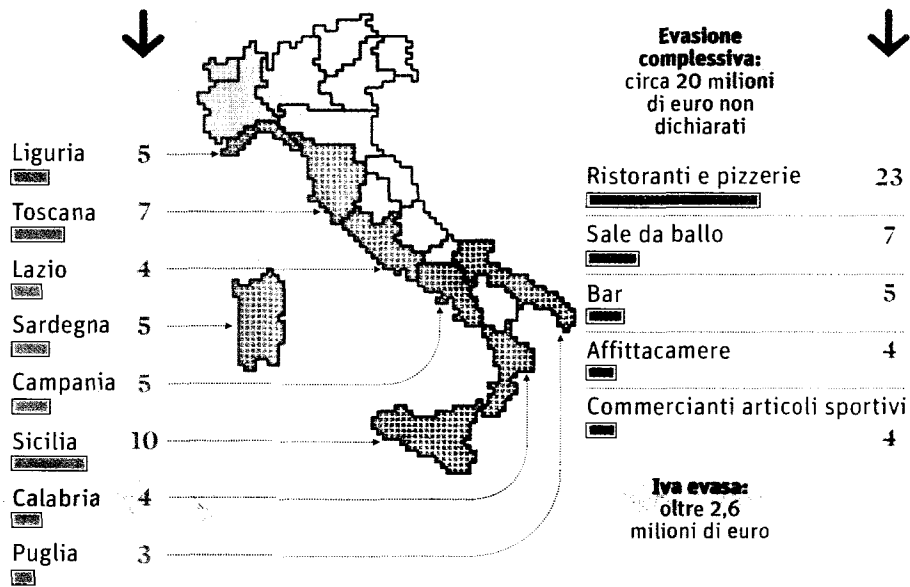 Liguria 5
Toscana 7
Lazio 4
Sardegna 5
Campania 5
Sicilia 10
Calabria 4
Puglia 3
Evasione
complessiva:
circa 20 milioni
di euro non
dichiarati
Ristoranti e pizzerie 23
Sale da ballo 7
Bar 5
Affittacamere 4
Commercianti articoli sportivi
4
Iva evasa:
oltre 2,6
milioni di euro